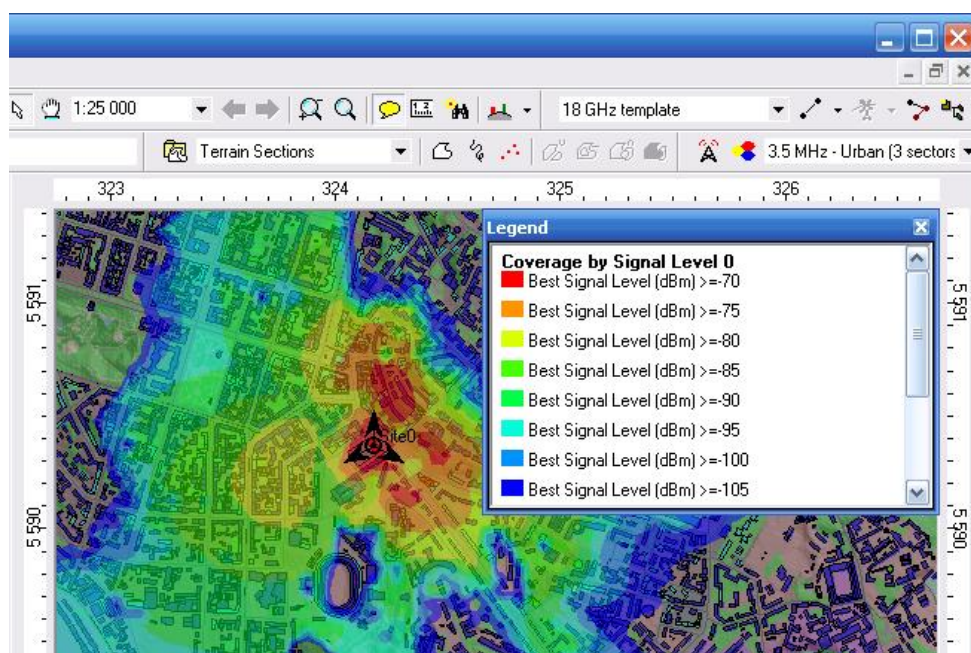 1:25 000
18 GHz template
Terrain Sections
3.5 MHz - Urban (3 sectors
323 324 325 326
Legend
Coverage by Signal Level 0
Best Signal Level (dBm) >=-70
Best Signal Level (dBm) >=-75
Best Signal Level (dBm) >=-80
Best Signal Level (dBm) >=-85
Best Signal Level (dBm) >=-90
Best Signal Level (dBm) >=-95
Best Signal Level (dBm) >=-100
Best Signal Level (dBm) >=-105
5 591
5 591
ite0
5 590
5 590